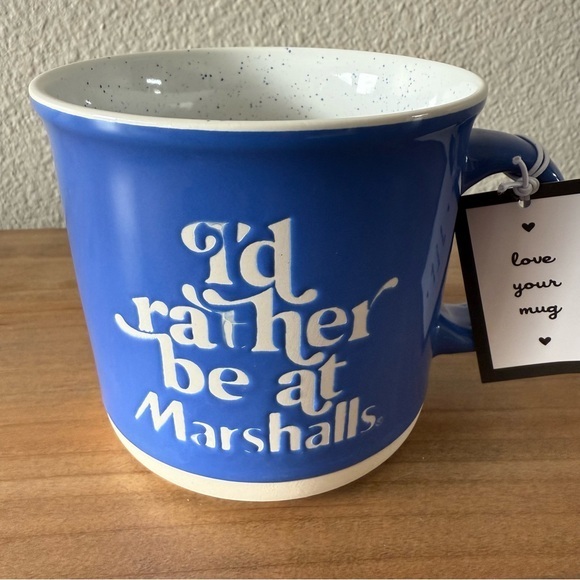 I'd
rather
be at
Marshalls®
love
your
mug